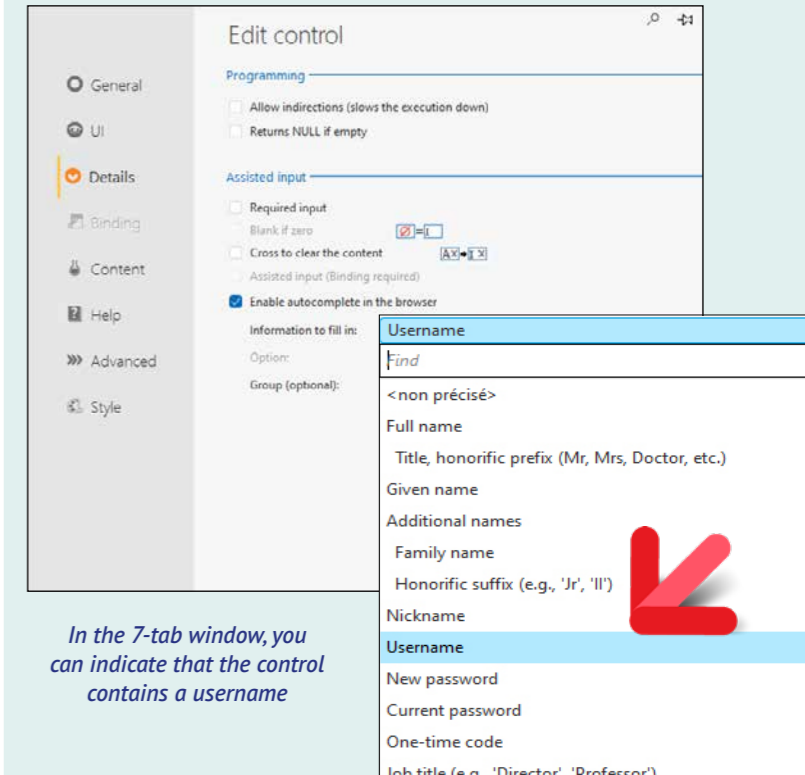 Edit control
General
UI
Details
Binding
Content
Help
Advanced
Style
Programming
Allow indirections (slows the execution down)
Returns NULL if empty
Assisted input
Required input
Blank if zero
Cross to clear the content
Assisted input (Binding required)
Enable autocomplete in the browser
Information to fill in:
Option:
Group (optional):
Username
Find
<non précisé>
Full name
Title, honorific prefix (Mr, Mrs, Doctor, etc.)
Given name
Additional names
Family name
Honorific suffix (e.g., 'Jr', 'II')
Nickname
Username
New password
Current password
One-time code
Job title (e.g., 'Director', 'Professor')
In the 7-tab window, you
can indicate that the control
contains a username